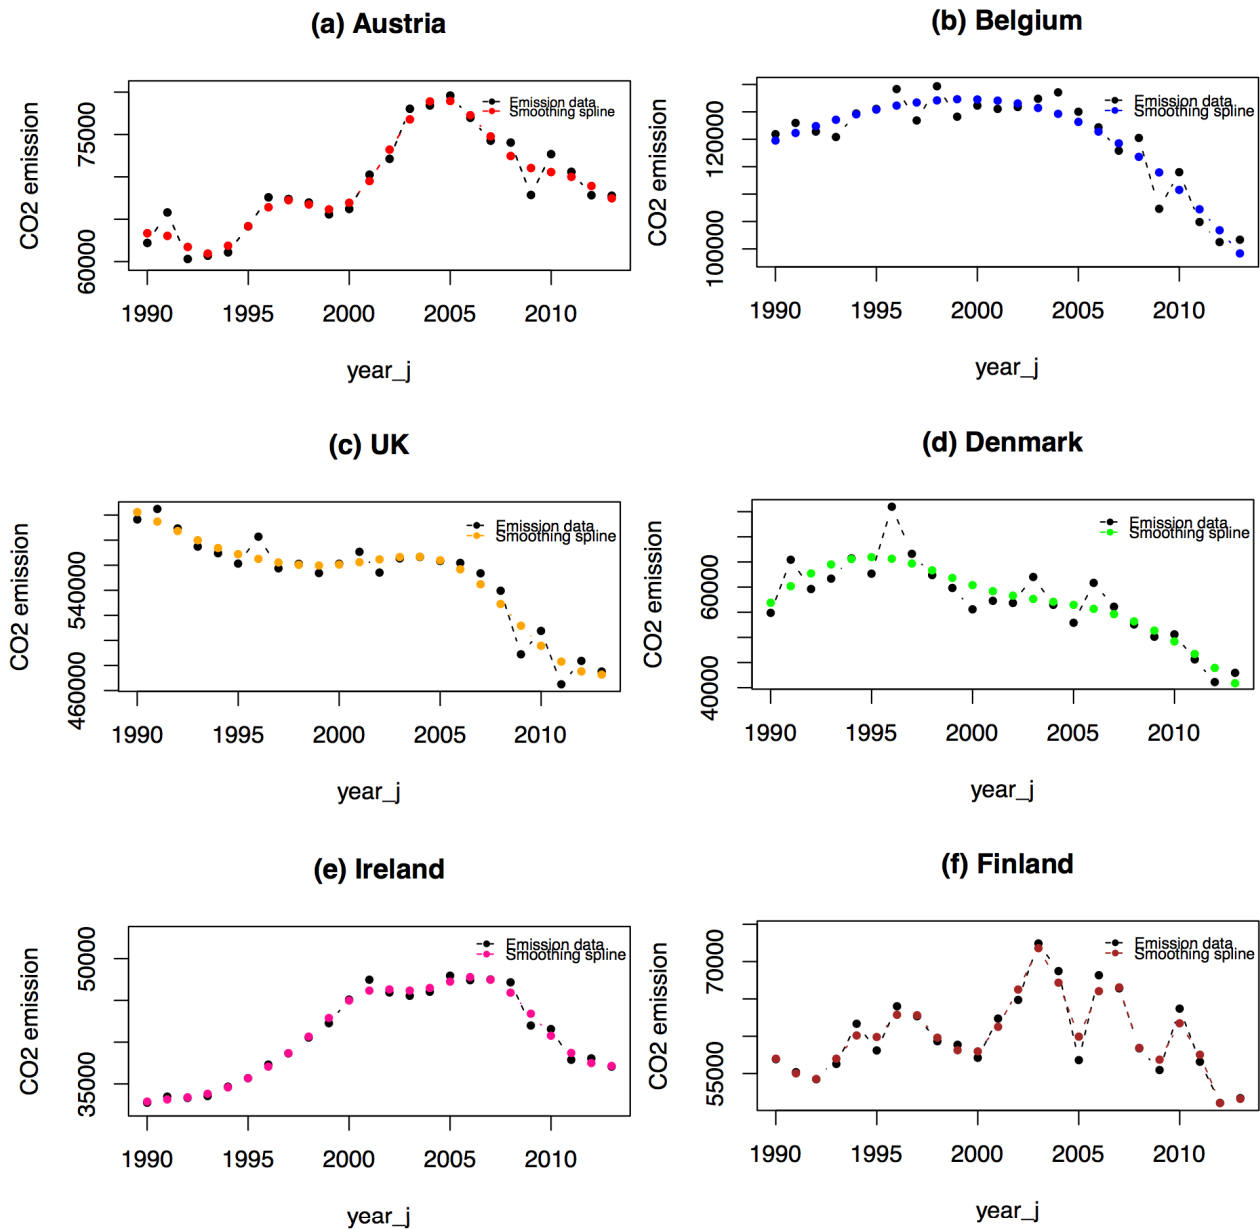 (a) Austria
CO2 emission
75000
60000
Emission data
Smoothing spline
1990 1995 2000 2005 2010
year_j
(b) Belgium
CO2 emission
120000
100000
Emission data
Smoothing spline
1990 1995 2000 2005 2010
year_j
(c) UK
CO2 emission
540000
460000
Emission data
Smoothing spline
1990 1995 2000 2005 2010
year_j
(d) Denmark
CO2 emission
60000
40000
Emission data
Smoothing spline
1990 1995 2000 2005 2010
year_j
(e) Ireland
CO2 emission
50000
35000
Emission data
Smoothing spline
1990 1995 2000 2005 2010
year_j
(f) Finland
CO2 emission
70000
55000
Emission data
Smoothing spline
1990 1995 2000 2005 2010
year_j